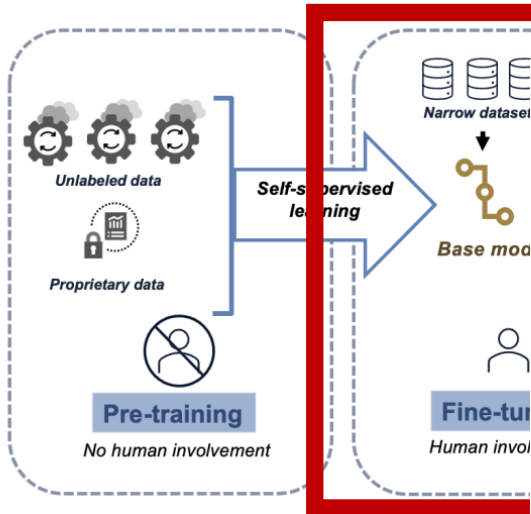 Unlabeled data
Proprietary data
Pre-training
No human involvement
Self-supervised
learning
Narrow dataset
Base mod
Fine-tu
Human invol